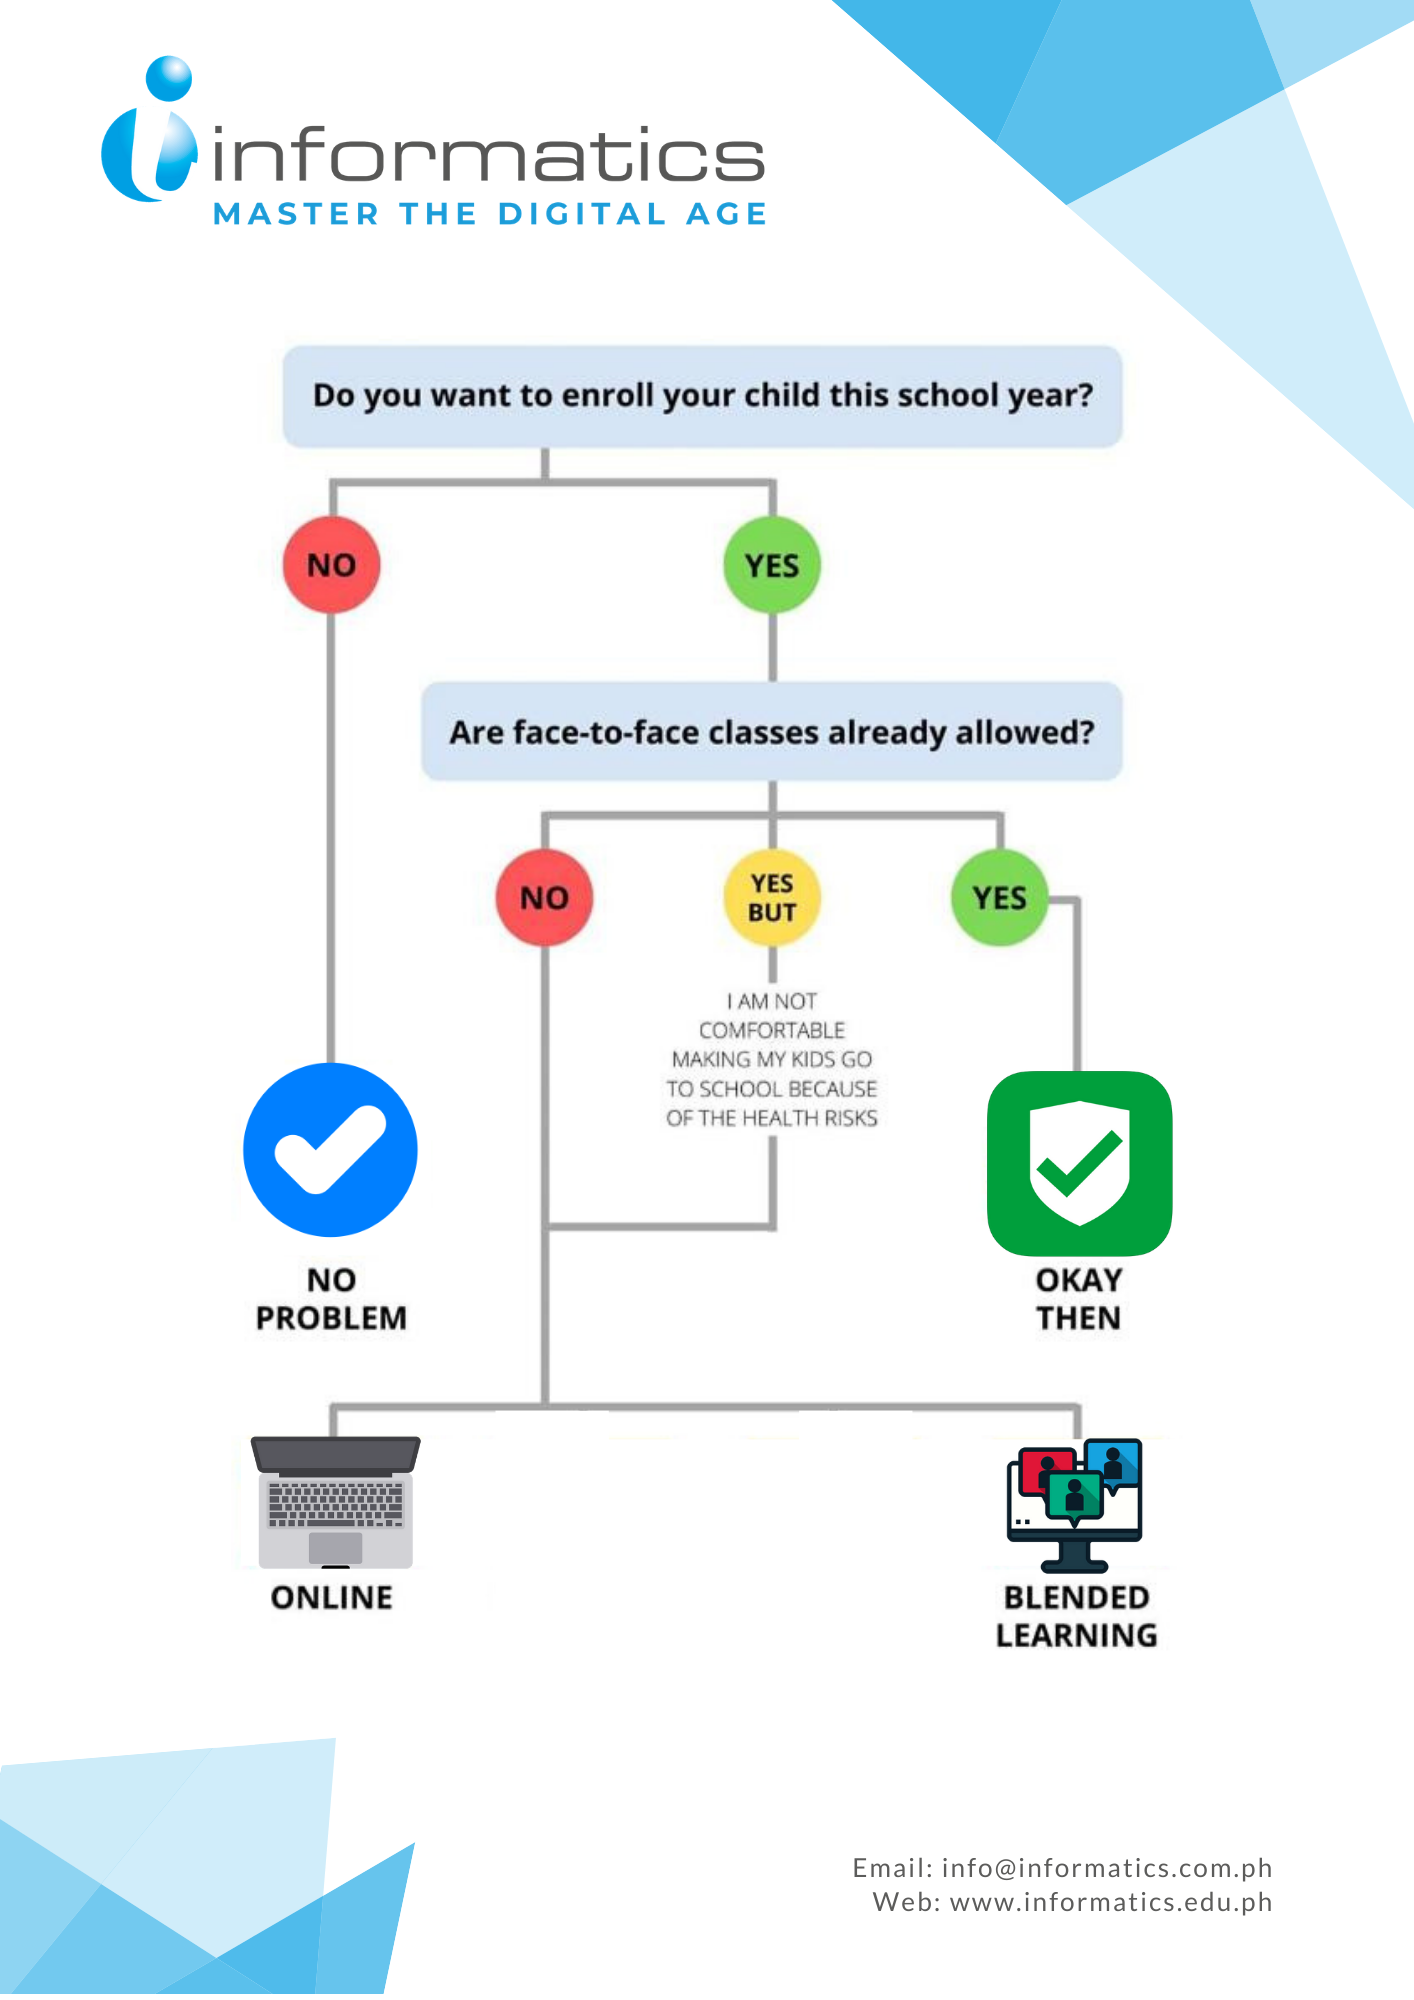 informatics
MASTER THE DIGITAL AGE
Do you want to enroll your child this school year?
NO
YES
Are face-to-face classes already allowed?
NO
YES
BUT
YES
I AM NOT
COMFORTABLE
MAKING MY KIDS GO
TO SCHOOL BECAUSE
OF THE HEALTH RISKS
NO
PROBLEM
OKAY
THEN
ONLINE
BLENDED
LEARNING
Email: info@informatics.com.ph
Web: www.informatics.edu.ph